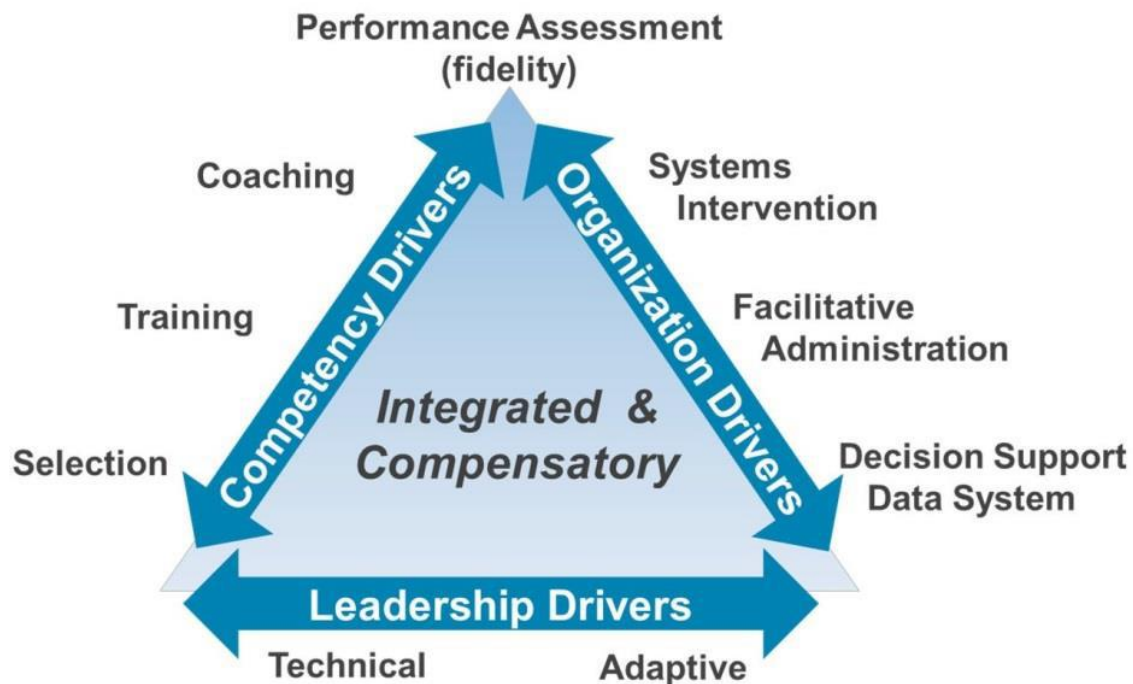 Performance Assessment
(fidelity)
Coaching
Training
Selection
Competency Drivers
Organization Drivers
Systems
Intervention
Facilitative
Administration
Decision Support
Data System
Integrated &
Compensatory
Leadership Drivers
Technical
Adaptive